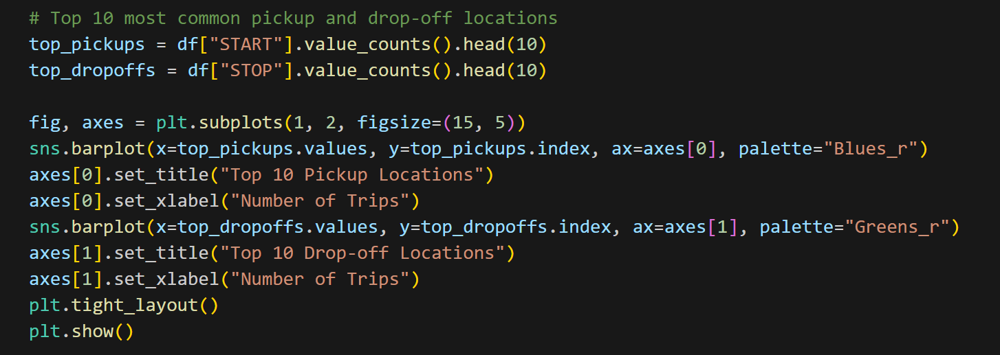 # Top 10 most common pickup and drop-off locations
top_pickups = df["START"].value_counts().head(10)
top_dropoffs = df["STOP"].value_counts().head(10)
fig, axes = plt.subplots(1, 2, figsize=(15, 5))
sns.barplot(x=top_pickups.values, y=top_pickups.index, ax=axes[0], palette="Blues_r")
axes[0].set_title("Top 10 Pickup Locations")
axes[0].set_xlabel("Number of Trips")
sns.barplot(x=top_dropoffs.values, y=top_dropoffs.index, ax=axes[1], palette="Greens_r")
axes[1].set_title("Top 10 Drop-off Locations")
axes[1].set_xlabel("Number of Trips")
plt.tight_layout()
plt.show()